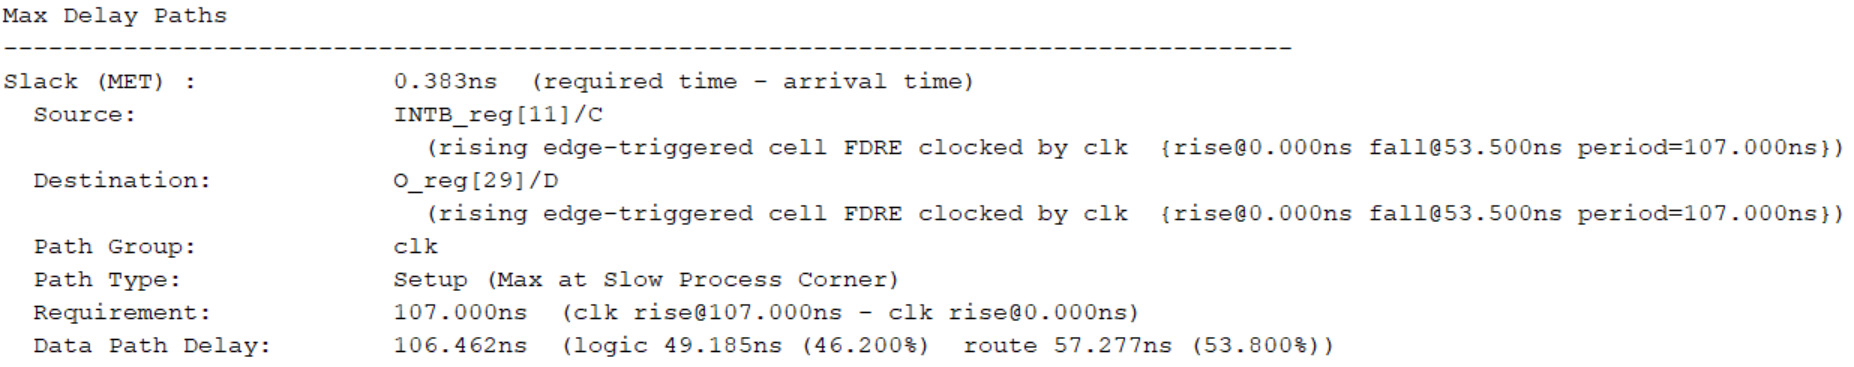 Max Delay Paths
--------------------------------------------------------------------------------------
Slack (MET) :             0.383ns  (required time - arrival time)
  Source:                 INTB_reg[11]/C
                            (rising edge-triggered cell FDRE clocked by clk  {rise@0.000ns fall@53.500ns period=107.000ns})
  Destination:            O_reg[29]/D
                            (rising edge-triggered cell FDRE clocked by clk  {rise@0.000ns fall@53.500ns period=107.000ns})
  Path Group:             clk
  Path Type:              Setup (Max at Slow Process Corner)
  Requirement:            107.000ns  (clk rise@107.000ns - clk rise@0.000ns)
  Data Path Delay:        106.462ns  (logic 49.185ns (46.200%)  route 57.277ns (53.800%))